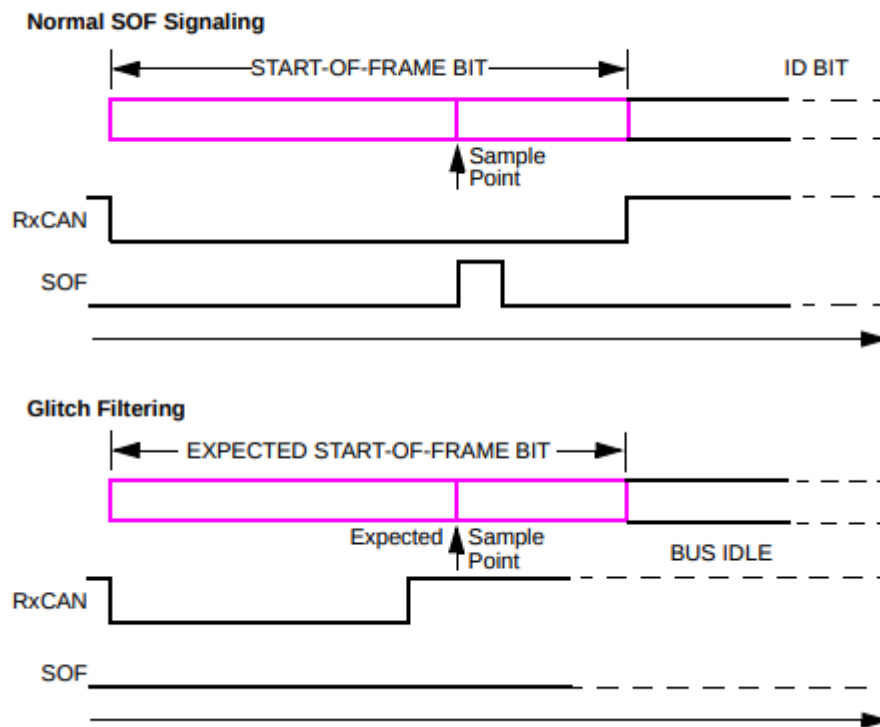 Normal SOF Signaling
START-OF-FRAME BIT
ID BIT
Sample
Point
RxCAN
SOF
Glitch Filtering
EXPECTED START-OF-FRAME BIT
Expected Sample
Point
BUS IDLE
RxCAN
SOF